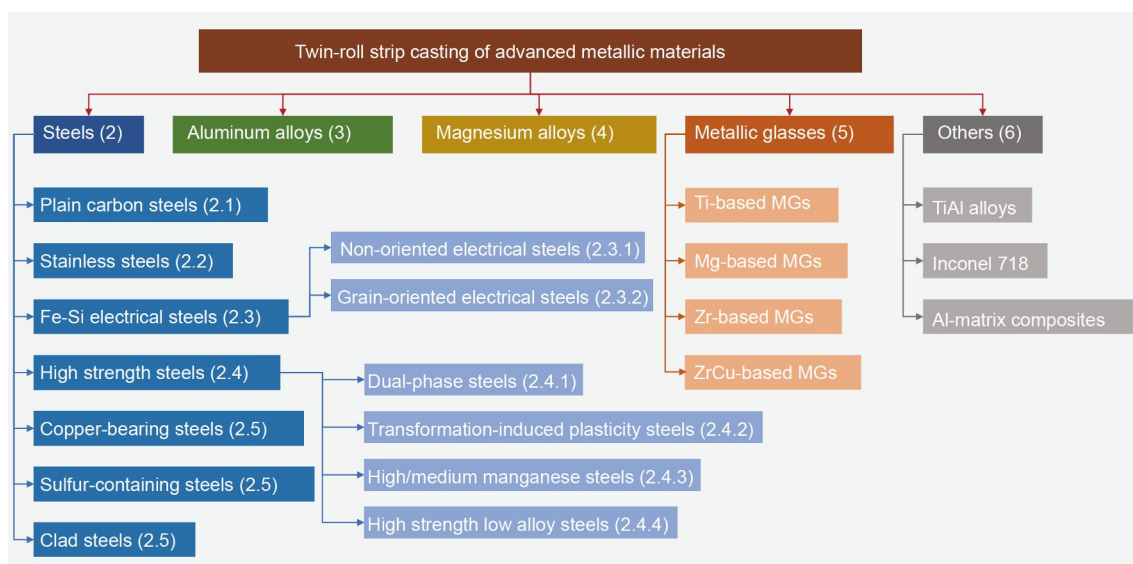 Twin-roll strip casting of advanced metallic materials
Steels (2)
Aluminum alloys (3)
Magnesium alloys (4)
Metallic glasses (5)
Others (6)
Plain carbon steels (2.1)
Stainless steels (2.2)
Fe-Si electrical steels (2.3)
Non-oriented electrical steels (2.3.1)
Grain-oriented electrical steels (2.3.2)
High strength steels (2.4)
Dual-phase steels (2.4.1)
Transformation-induced plasticity steels (2.4.2)
High/medium manganese steels (2.4.3)
High strength low alloy steels (2.4.4)
Copper-bearing steels (2.5)
Sulfur-containing steels (2.5)
Clad steels (2.5)
Ti-based MGs
Mg-based MGs
Zr-based MGs
ZrCu-based MGs
TiAl alloys
Inconel 718
Al-matrix composites